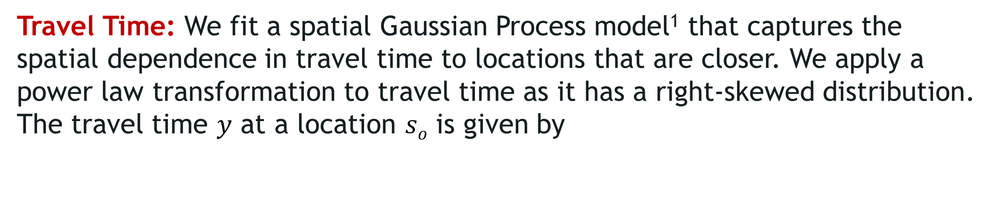 Travel Time: We fit a spatial Gaussian Process model¹ that captures the
spatial dependence in travel time to locations that are closer. We apply a
power law transformation to travel time as it has a right-skewed distribution.
The travel time y at a location sₒ is given by